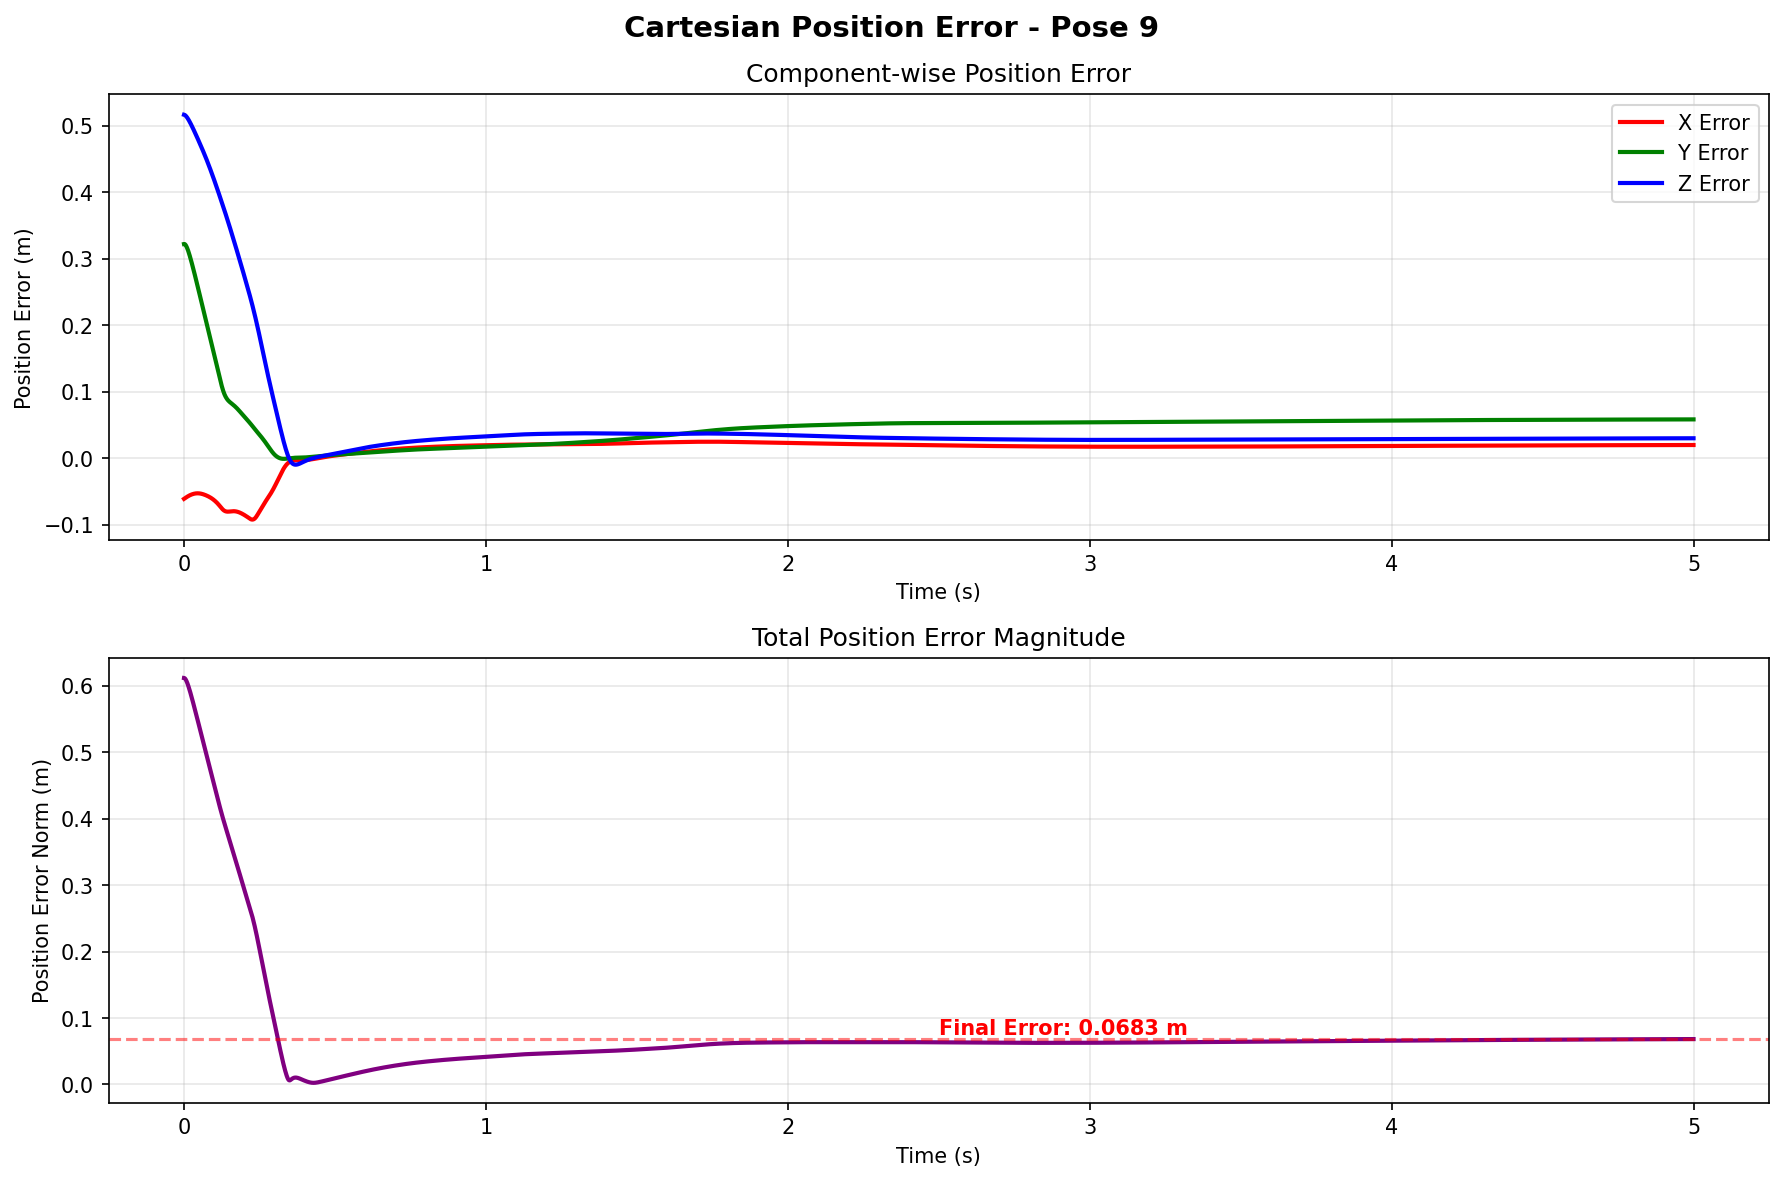 Cartesian Position Error - Pose 9
Component-wise Position Error
Position Error (m)
0.5
0.4
0.3
0.2
0.1
0.0
−0.1
X Error
Y Error
Z Error
0 1 2 3 4 5
Time (s)
Total Position Error Magnitude
Position Error Norm (m)
0.6
0.5
0.4
0.3
0.2
0.1
0.0
Final Error: 0.0683 m
0 1 2 3 4 5
Time (s)